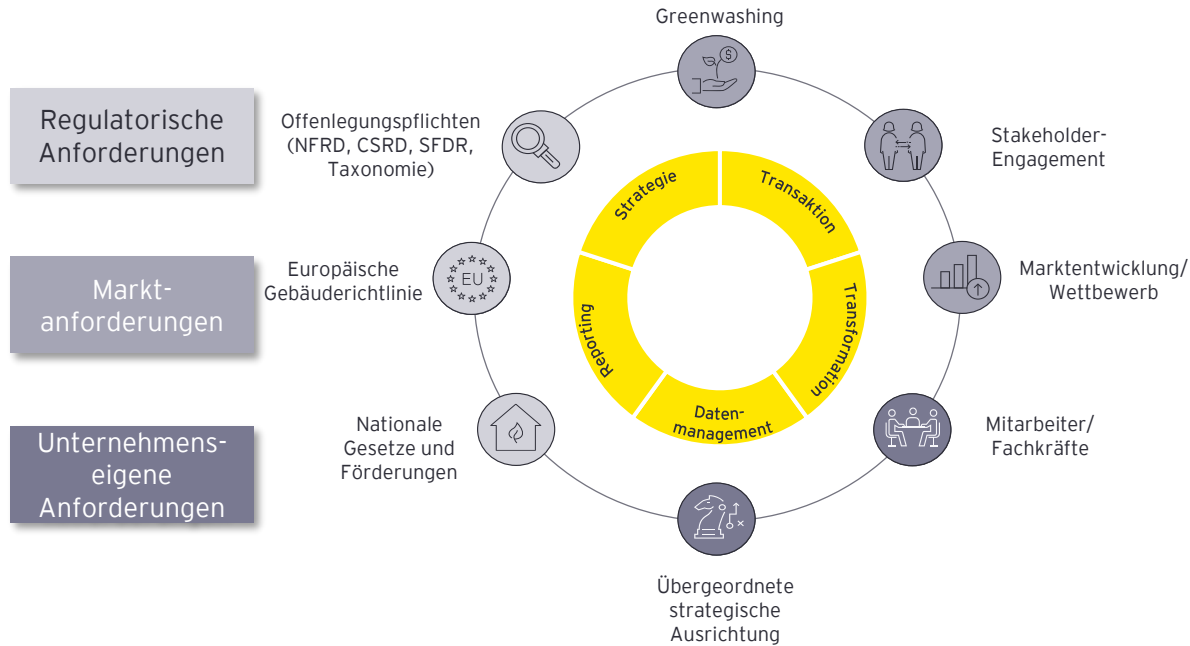 Regulatorische
Anforderungen
Markt-
anforderungen
Unternehmens-
eigene
Anforderungen
Greenwashing
Stakeholder-
Engagement
Marktentwicklung/
Wettbewerb
Mitarbeiter/
Fachkräfte
Übergeordnete
strategische
Ausrichtung
Nationale
Gesetze und
Förderungen
Europäische
Gebäuderichtlinie
EU
Offenlegungspflichten
(NFRD, CSRD, SFDR,
Taxonomie)
$
Strategie
Transaktion
Transformation
Daten-
management
Reporting